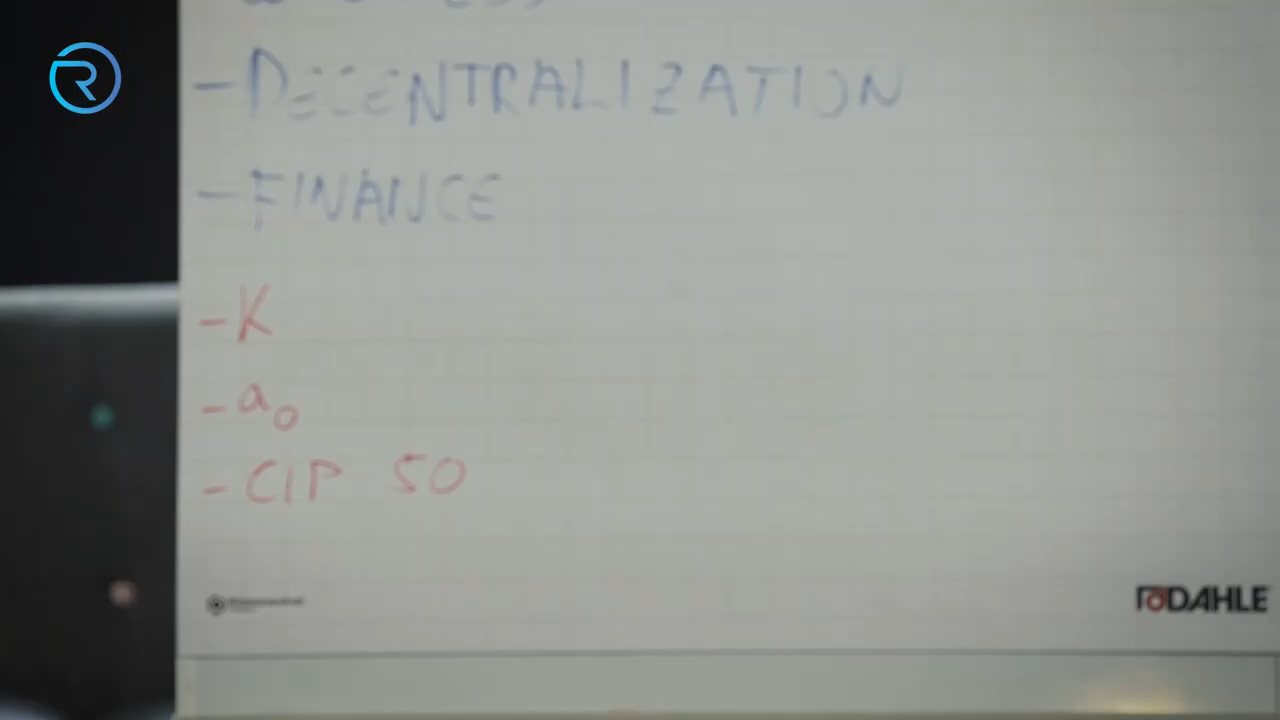 - DECENTRALIZATION
- FINANCE
- K
- a₀
- CIP 50
DAHLE